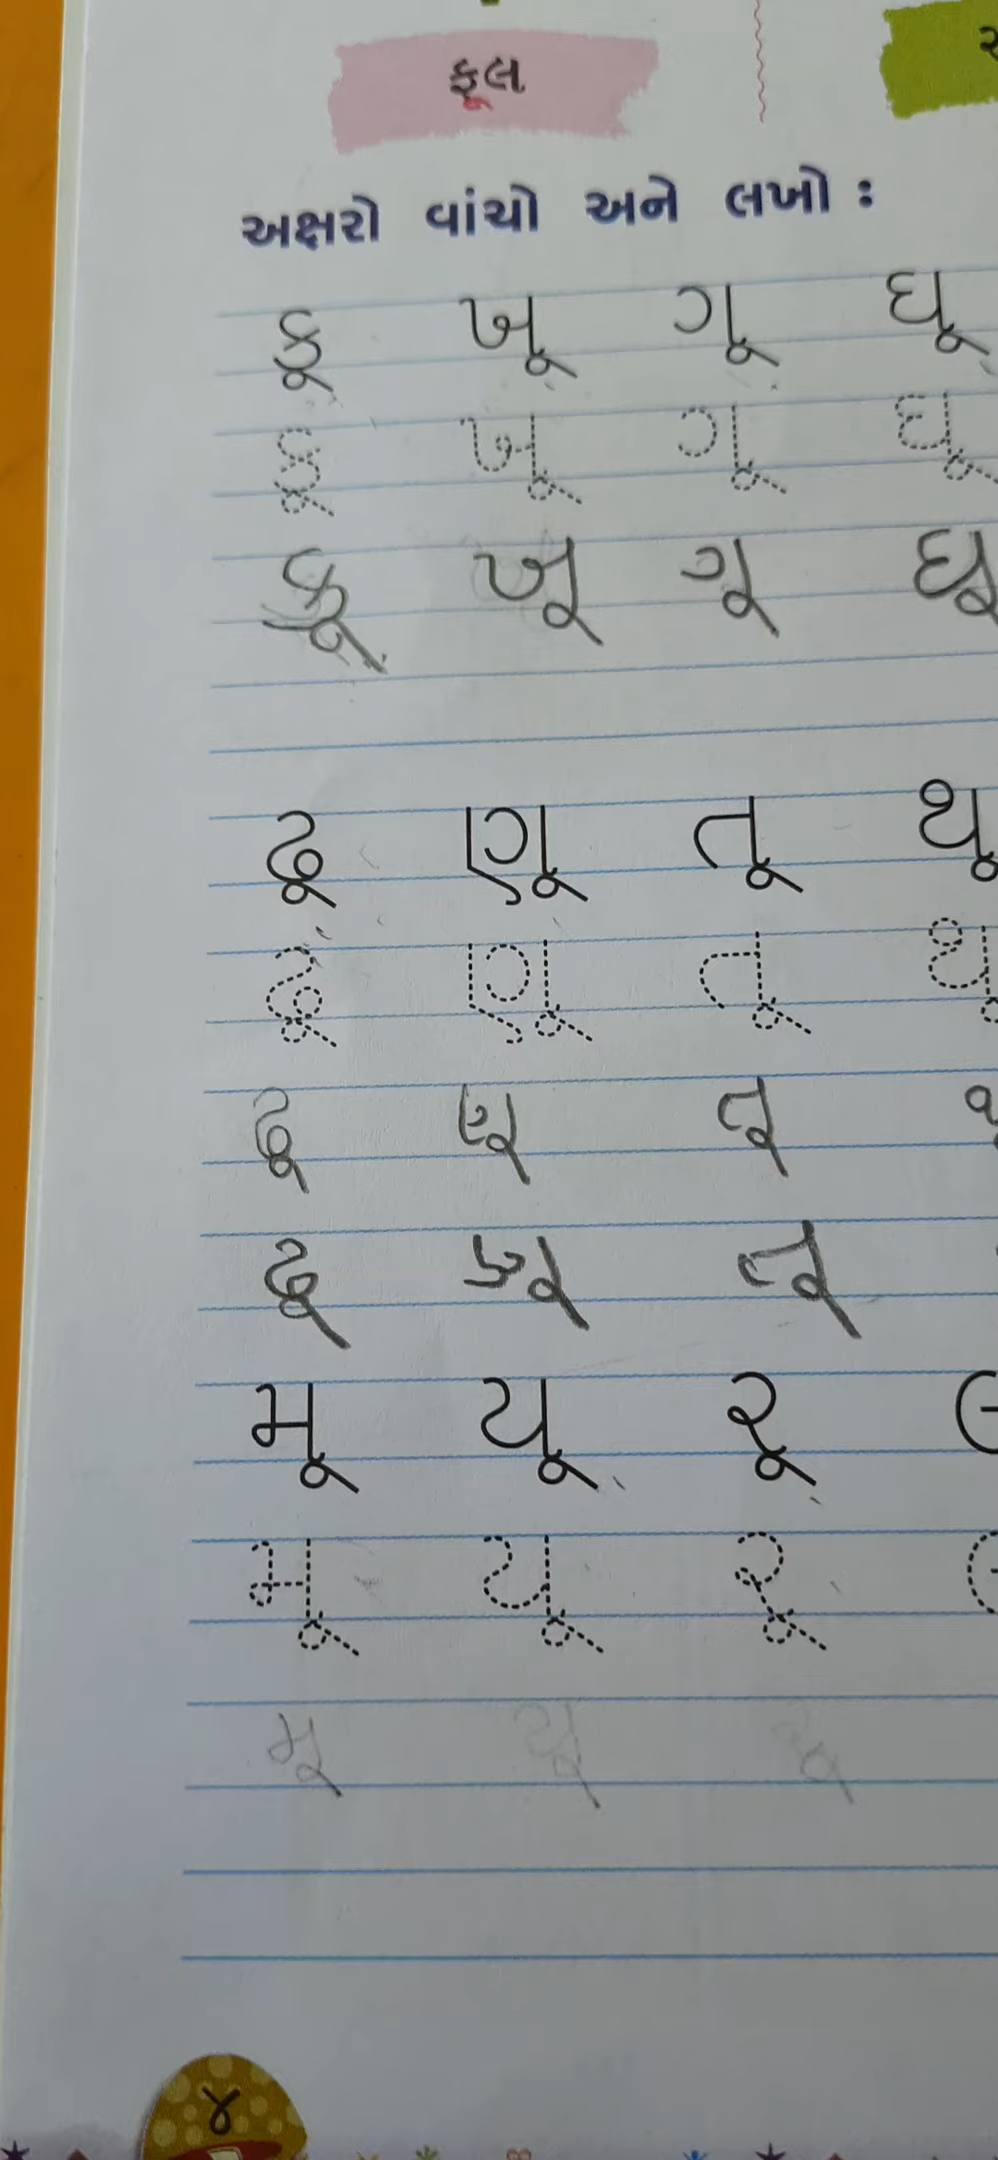 ફૂલ
અક્ષરો વાંચો અને લખો :
કૂ ખૂ ગૂ ઘૂ
કૂ ખૂ ગૂ ઘૂ
કૂ ખૂ ગૂ ઘૂ
ઢૂ ણૂ તૂ થૂ
ઢૂ ણૂ તૂ થૂ
ઢૂ ણૂ તૂ
ઢૂ તૂ
મૂ યૂ રૂ
મૂ યૂ રૂ
મૂ યૂ
૪